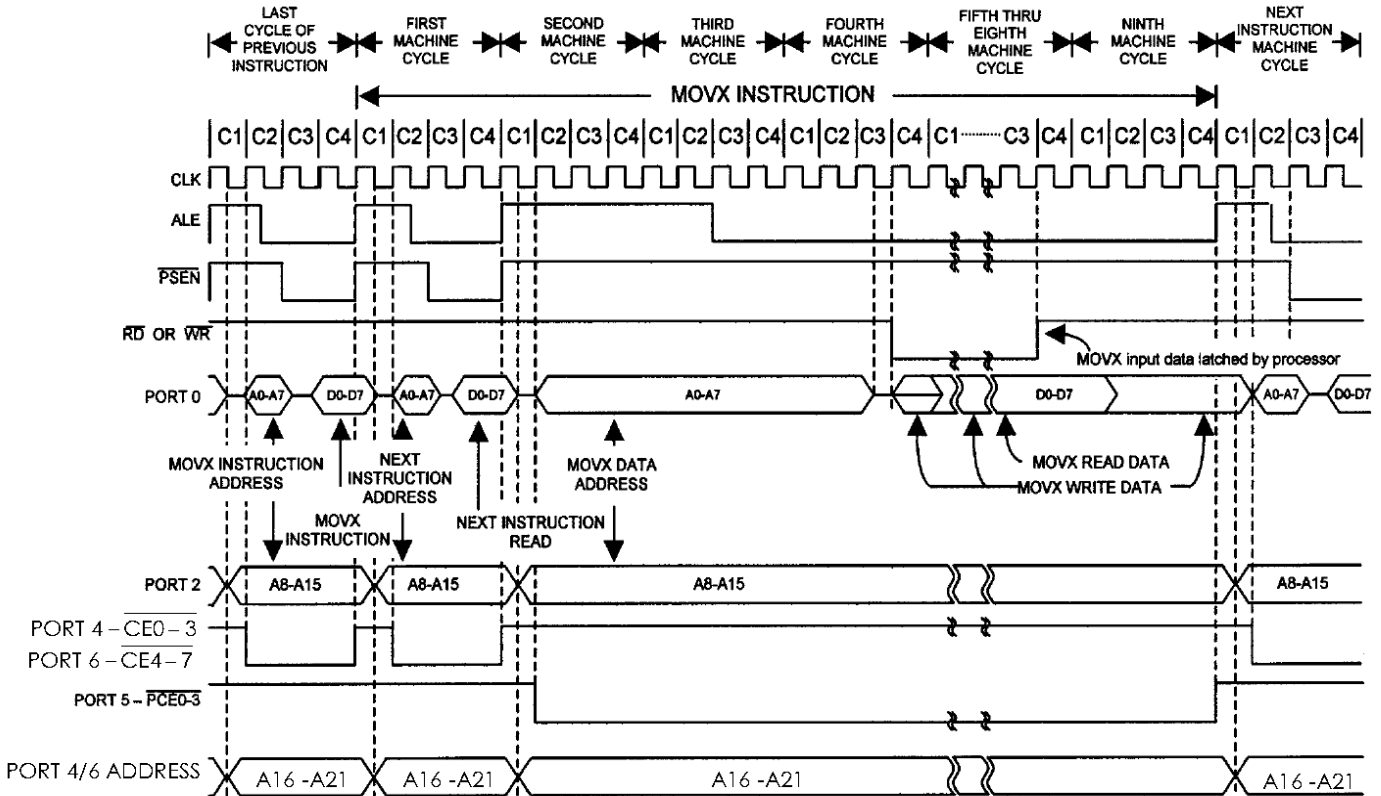 LAST
CYCLE OF
PREVIOUS
INSTRUCTION
FIRST
MACHINE
CYCLE
SECOND
MACHINE
CYCLE
THIRD
MACHINE
CYCLE
FOURTH
MACHINE
CYCLE
FIFTH THRU
EIGHTH
MACHINE
CYCLE
NINTH
MACHINE
CYCLE
NEXT
INSTRUCTION
MACHINE
CYCLE
MOVX INSTRUCTION
C1 C2 C3 C4 C1 C2 C3 C4 C1 C2 C3 C4 C1 C2 C3 C4 C1 C2 C3 C4 C1 ........ C3 C4 C1 C2 C3 C4 C1 C2 C3 C4
CLK
ALE
PSEN
RD OR WR
MOVX input data latched by processor
PORT 0 A0-A7 D0-D7 A0-A7 D0-D7 A0-A7 D0-D7 A0-A7 D0-D7
MOVX INSTRUCTION
ADDRESS
NEXT
INSTRUCTION
ADDRESS
MOVX DATA
ADDRESS
MOVX READ DATA
MOVX WRITE DATA
MOVX
INSTRUCTION
NEXT INSTRUCTION
READ
PORT 2 A8-A15 A8-A15 A8-A15 A8-A15
PORT 4 – CE0 – 3
PORT 6 – CE4 – 7
PORT 5 – PCE0-3
PORT 4/6 ADDRESS A16 -A21 A16 -A21 A16 -A21 A16 -A21